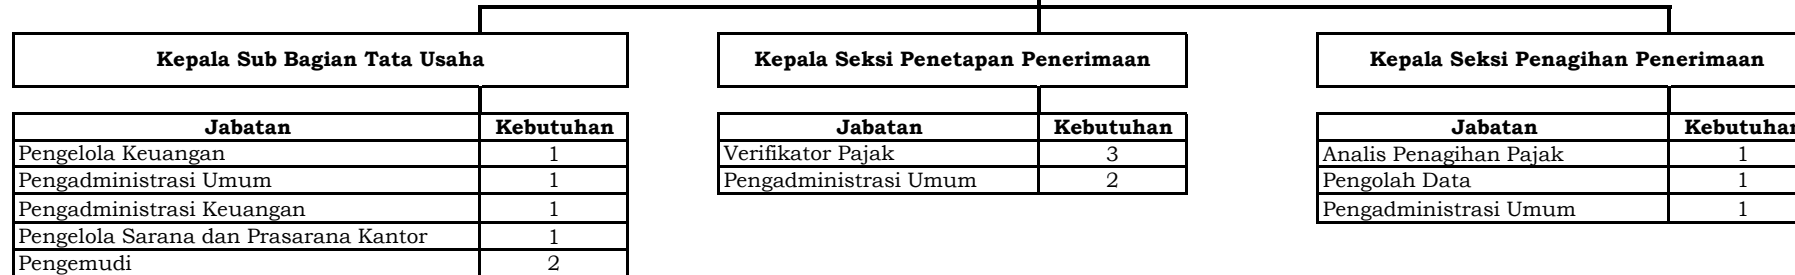 Kepala Sub Bagian Tata Usaha
Jabatan Kebutuhan
Pengelola Keuangan 1
Pengadministrasi Umum 1
Pengadministrasi Keuangan 1
Pengelola Sarana dan Prasarana Kantor 1
Pengemudi 2
Kepala Seksi Penetapan Penerimaan
Jabatan Kebutuhan
Verifikator Pajak 3
Pengadministrasi Umum 2
Kepala Seksi Penagihan Penerimaan
Jabatan Kebutuhan
Analis Penagihan Pajak 1
Pengolah Data 1
Pengadministrasi Umum 1